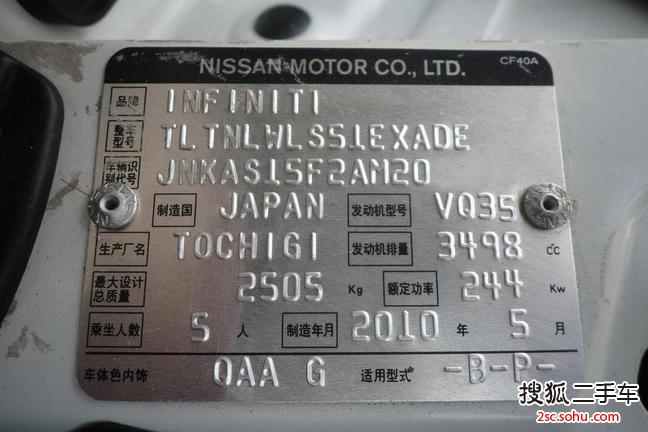 NISSAN MOTOR CO., LTD. CF40A
品牌 INFINITI
整车型号 TLTNLWLS51EXADE
车辆识别代号 JNKAS15F2AM20
制造国 JAPAN 发动机型号 VQ35
生产厂名 TOCHIGI 发动机排量 3498 CC
最大设计总质量 2505 Kg 额定功率 244 Kw
乘坐人数 5 人 制造年月 2010 年 5 月
车体色内饰 QAA G 适用型式 -B-P-
搜狐二手车
2sc.sohu.com